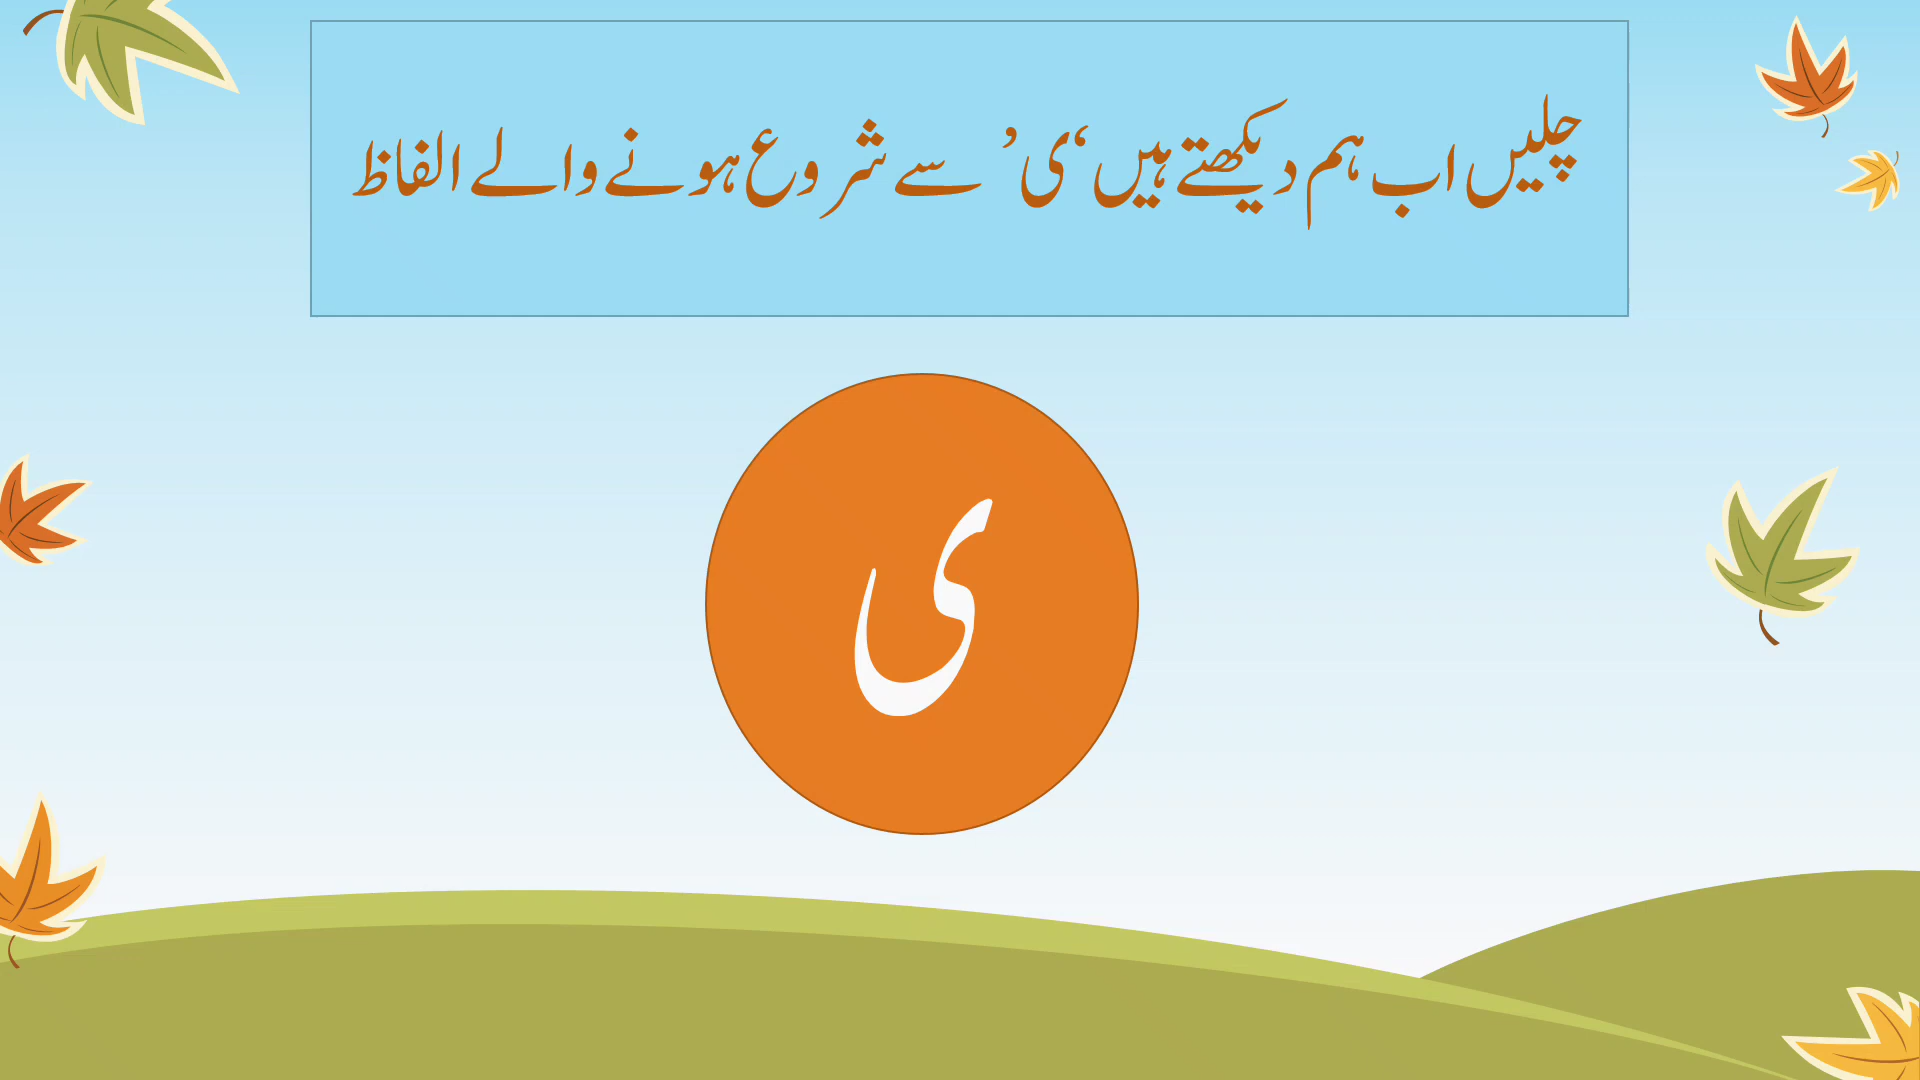 چلیں اب ہم دیکھتے ہیں ‘ی’ سے شروع ہونے والے الفاظ
ی